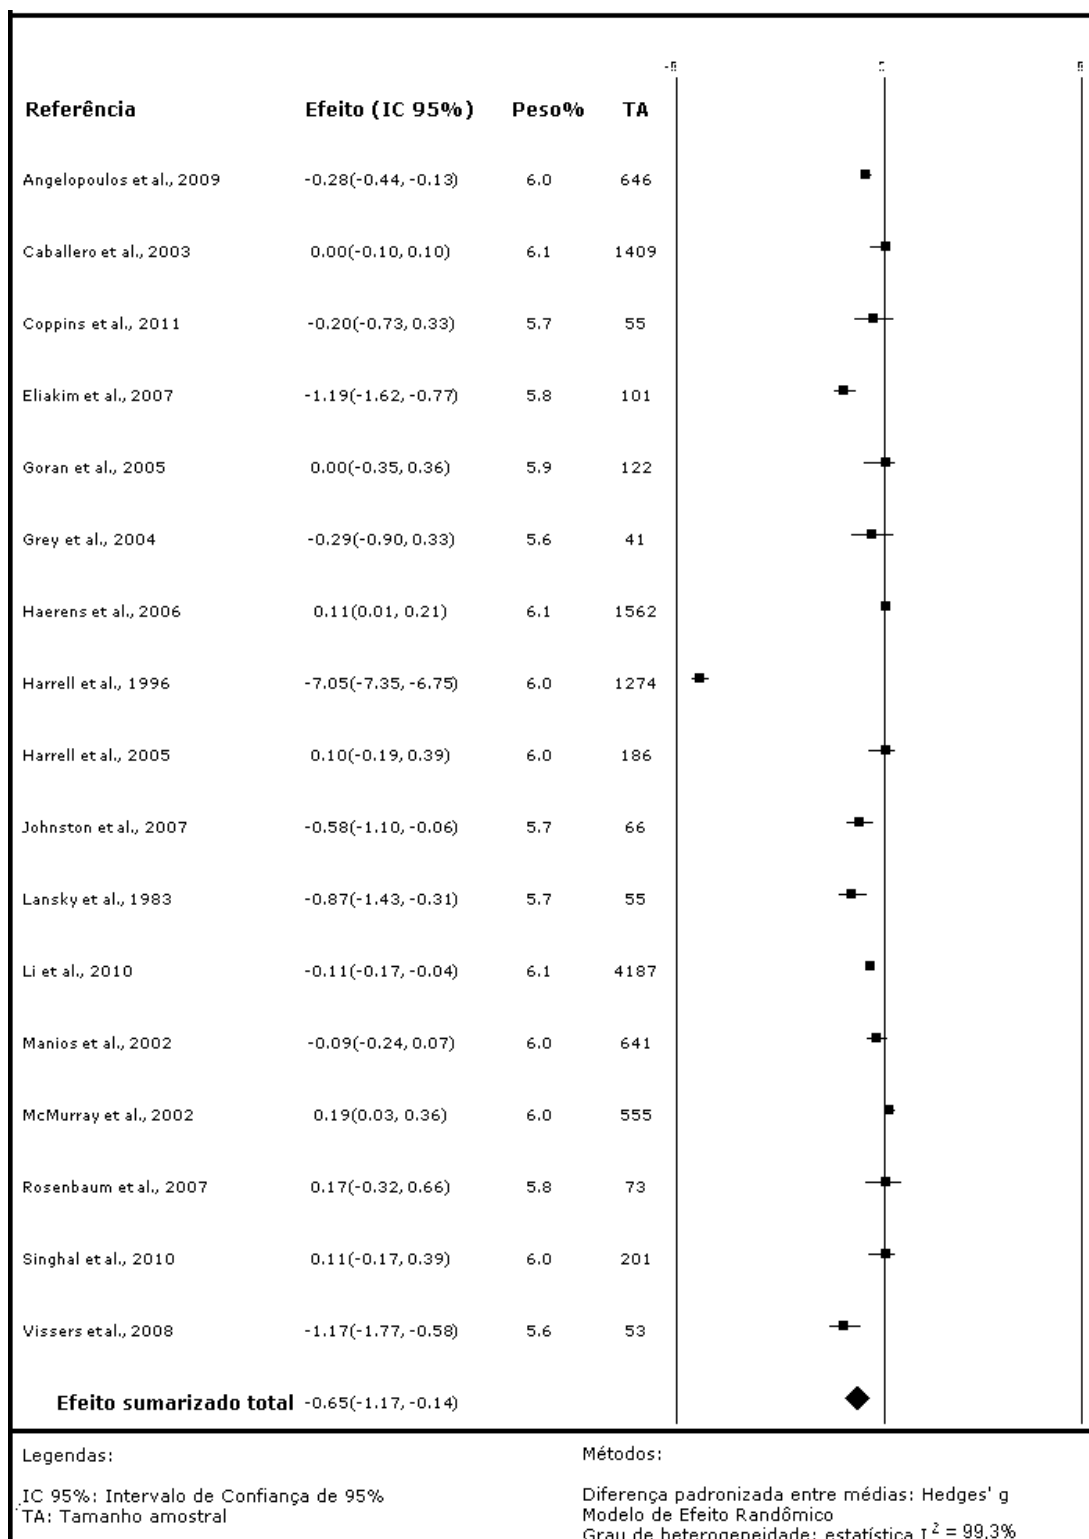 -5 5 5
Referência Efeito (IC 95%) Peso% TA
Angelopoulos et al., 2009 -0.28(-0.44, -0.13) 6.0 646
Caballero et al., 2003 0.00(-0.10, 0.10) 6.1 1409
Coppins et al., 2011 -0.20(-0.73, 0.33) 5.7 55
Eliakim et al., 2007 -1.19(-1.62, -0.77) 5.8 101
Goran et al., 2005 0.00(-0.35, 0.36) 5.9 122
Grey et al., 2004 -0.29(-0.90, 0.33) 5.6 41
Haerens et al., 2006 0.11(0.01, 0.21) 6.1 1562
Harrell et al., 1996 -7.05(-7.35, -6.75) 6.0 1274
Harrell et al., 2005 0.10(-0.19, 0.39) 6.0 186
Johnston et al., 2007 -0.58(-1.10, -0.06) 5.7 66
Lansky et al., 1983 -0.87(-1.43, -0.31) 5.7 55
Li et al., 2010 -0.11(-0.17, -0.04) 6.1 4187
Manios et al., 2002 -0.09(-0.24, 0.07) 6.0 641
McMurray et al., 2002 0.19(0.03, 0.36) 6.0 555
Rosenbaum et al., 2007 0.17(-0.32, 0.66) 5.8 73
Singhal et al., 2010 0.11(-0.17, 0.39) 6.0 201
Vissers et al., 2008 -1.17(-1.77, -0.58) 5.6 53
Efeito sumarizado total -0.65(-1.17, -0.14)
Legendas:
IC 95%: Intervalo de Confiança de 95%
TA: Tamanho amostral
Métodos:
Diferença padronizada entre médias: Hedges' g
Modelo de Efeito Randômico
Grau de heterogeneidade: estatística I² = 99,3%